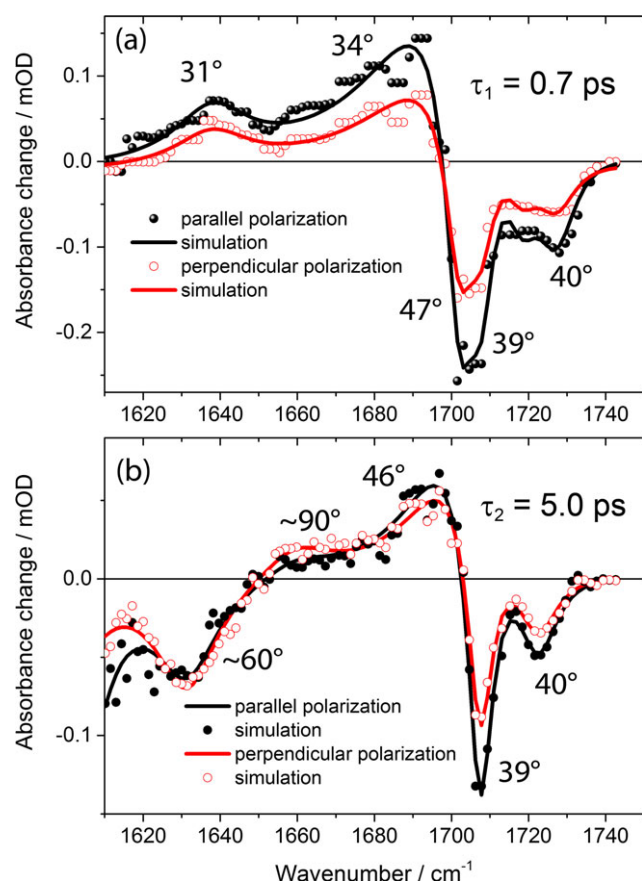 (a)
31°
34°
τ₁ = 0.7 ps
0.1
0.0
-0.1
-0.2
Absorbance change / mOD
parallel polarization
simulation
perpendicular polarization
simulation
47°
39°
40°
1620 1640 1660 1680 1700 1720 1740
(b)
46°
τ₂ = 5.0 ps
~90°
0.0
-0.1
Absorbance change / mOD
~60°
40°
parallel polarization
simulation
perpendicular polarization
simulation
39°
1620 1640 1660 1680 1700 1720 1740
Wavenumber / cm⁻¹